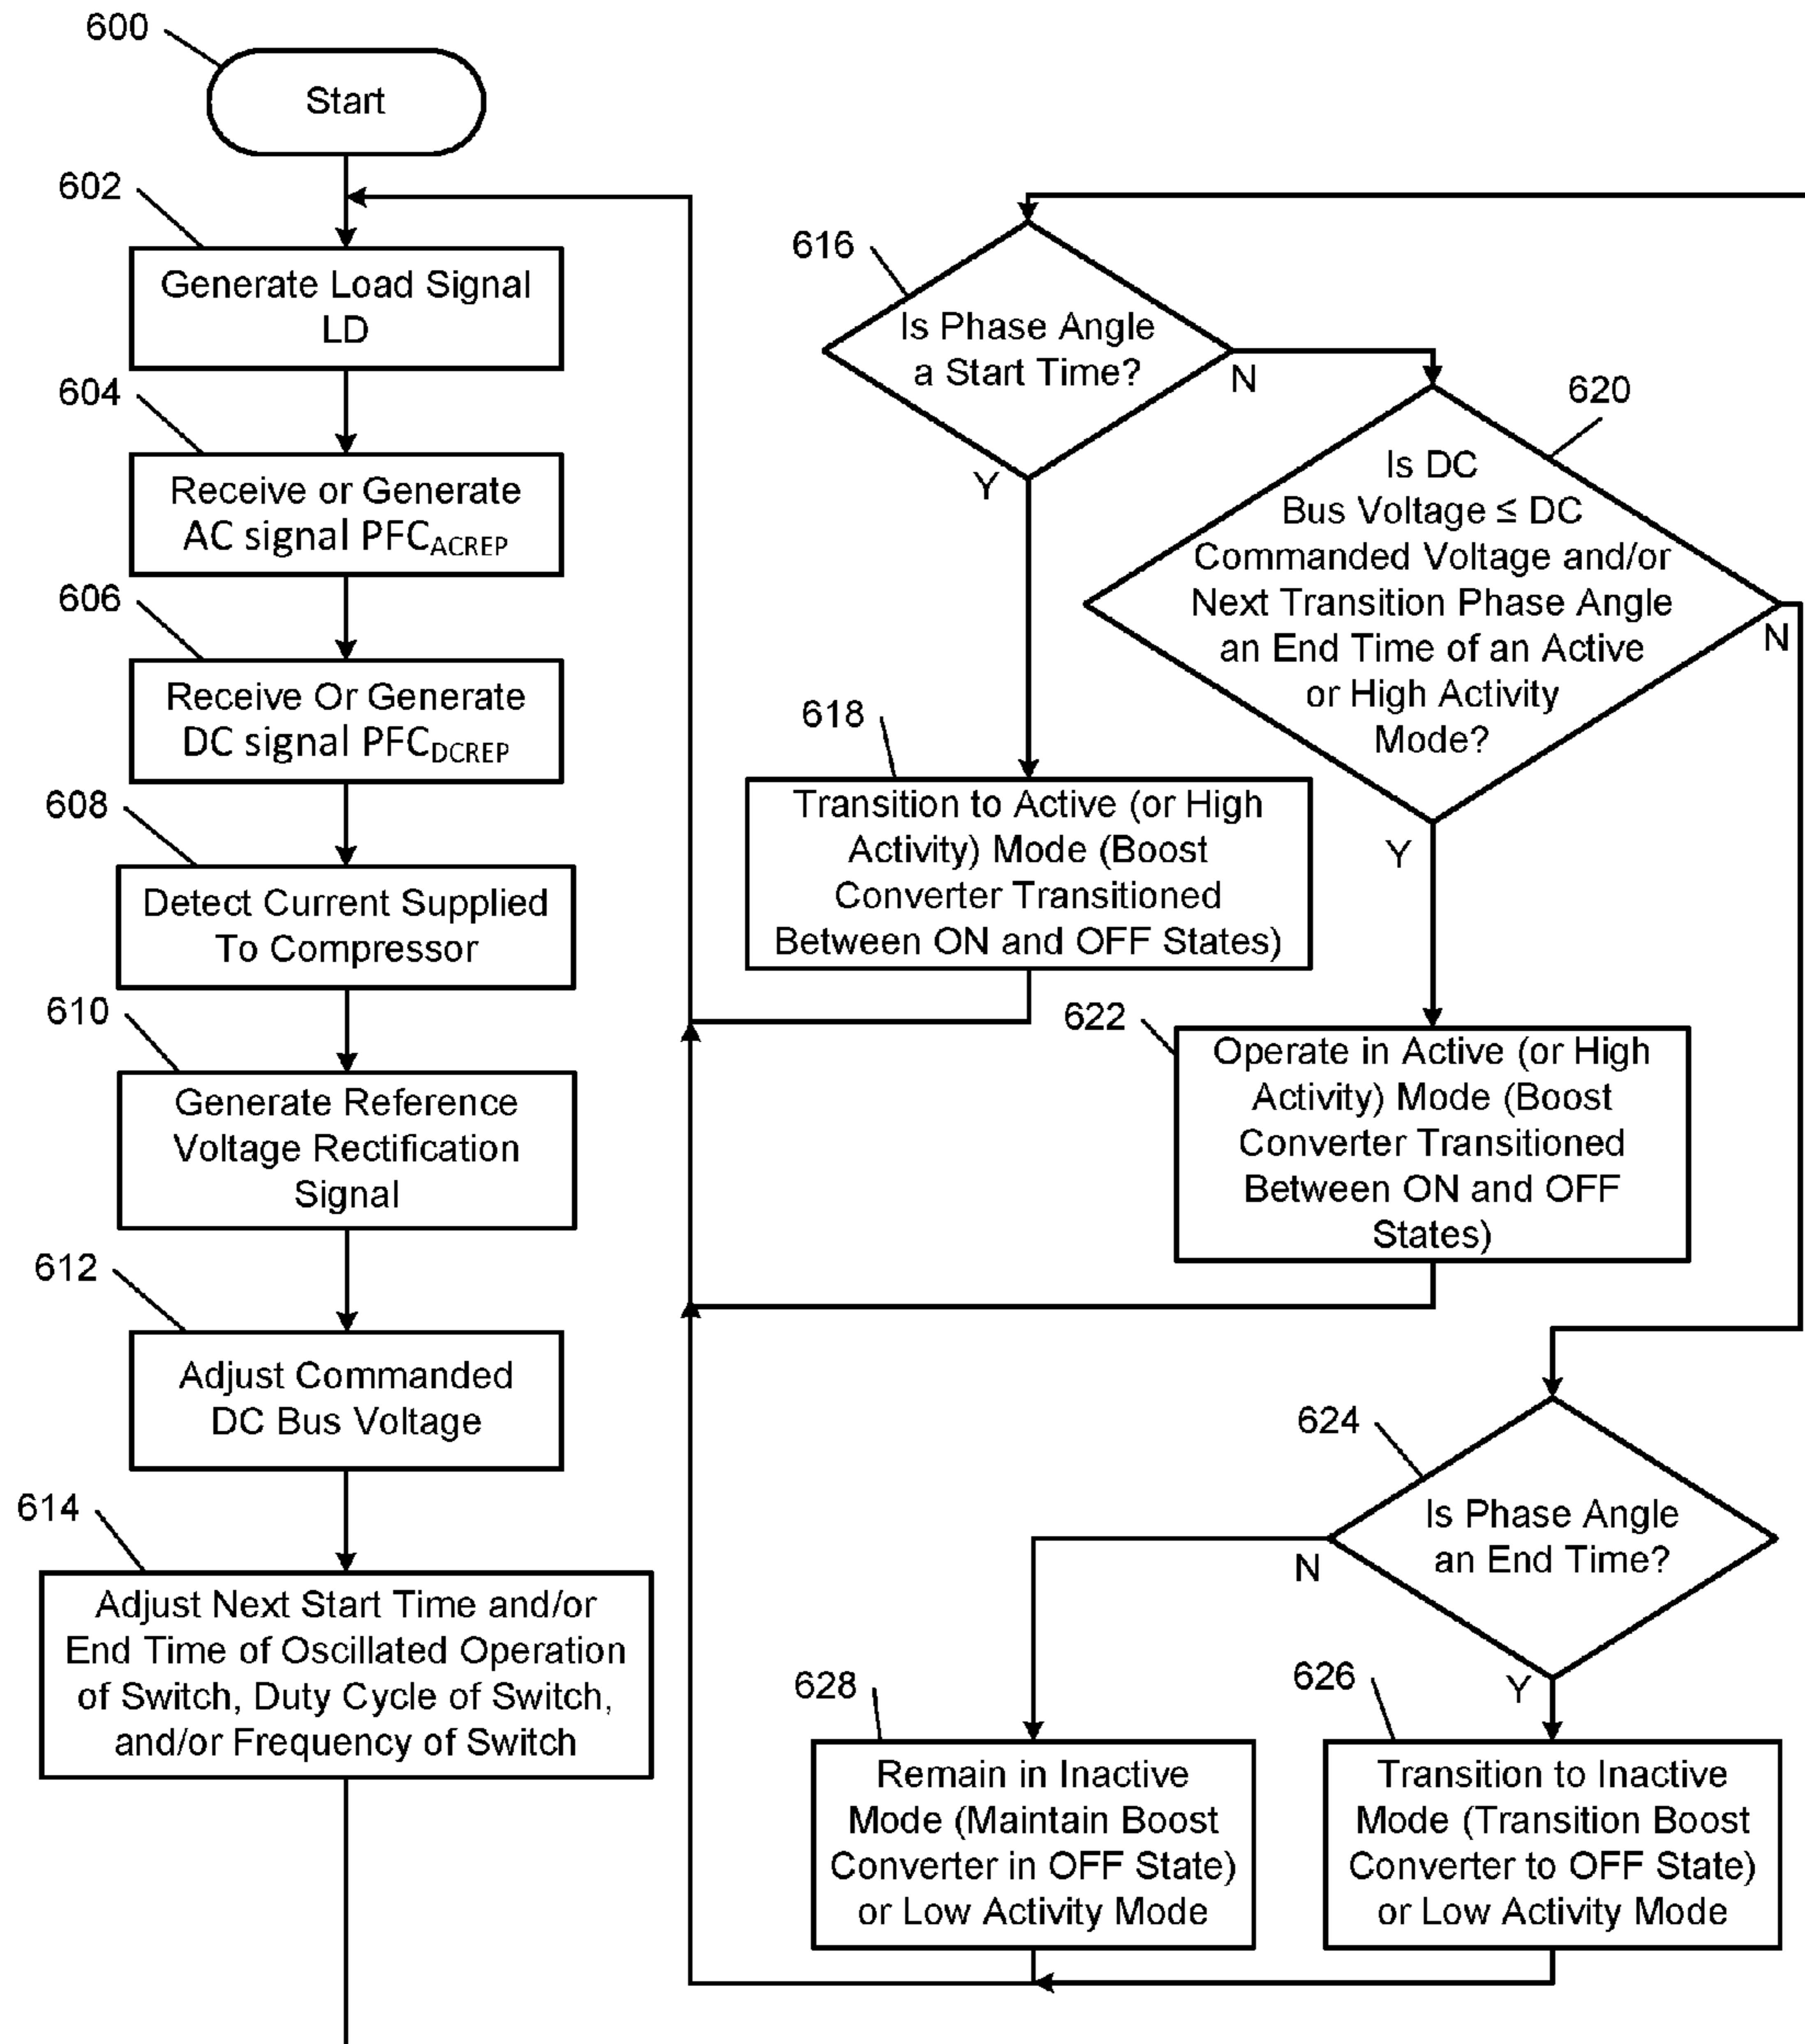 600
Start
602
Generate Load Signal
LD
604
Receive or Generate
AC signal PFC_ACREP
606
Receive Or Generate
DC signal PFC_DCREP
608
Detect Current Supplied
To Compressor
610
Generate Reference
Voltage Rectification
Signal
612
Adjust Commanded
DC Bus Voltage
614
Adjust Next Start Time and/or
End Time of Oscillated Operation
of Switch, Duty Cycle of Switch,
and/or Frequency of Switch
616
Is Phase Angle
a Start Time?
N
Y
618
Transition to Active (or High
Activity) Mode (Boost
Converter Transitioned
Between ON and OFF States)
620
Is DC
Bus Voltage ≤ DC
Commanded Voltage and/or
Next Transition Phase Angle
an End Time of an Active
or High Activity
Mode?
N
Y
622
Operate in Active (or High
Activity) Mode (Boost
Converter Transitioned
Between ON and OFF
States)
624
Is Phase Angle
an End Time?
N
Y
628
Remain in Inactive
Mode (Maintain Boost
Converter in OFF State)
or Low Activity Mode
626
Transition to Inactive
Mode (Transition Boost
Converter to OFF State)
or Low Activity Mode